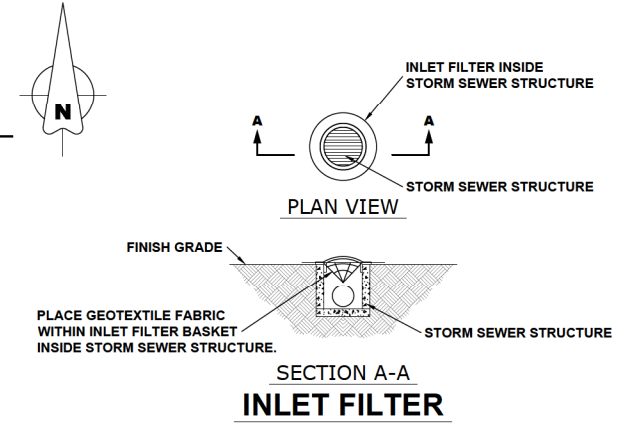 N
INLET FILTER INSIDE
STORM SEWER STRUCTURE
A
A
STORM SEWER STRUCTURE
PLAN VIEW
FINISH GRADE
PLACE GEOTEXTILE FABRIC
WITHIN INLET FILTER BASKET
INSIDE STORM SEWER STRUCTURE.
STORM SEWER STRUCTURE
SECTION A-A
INLET FILTER